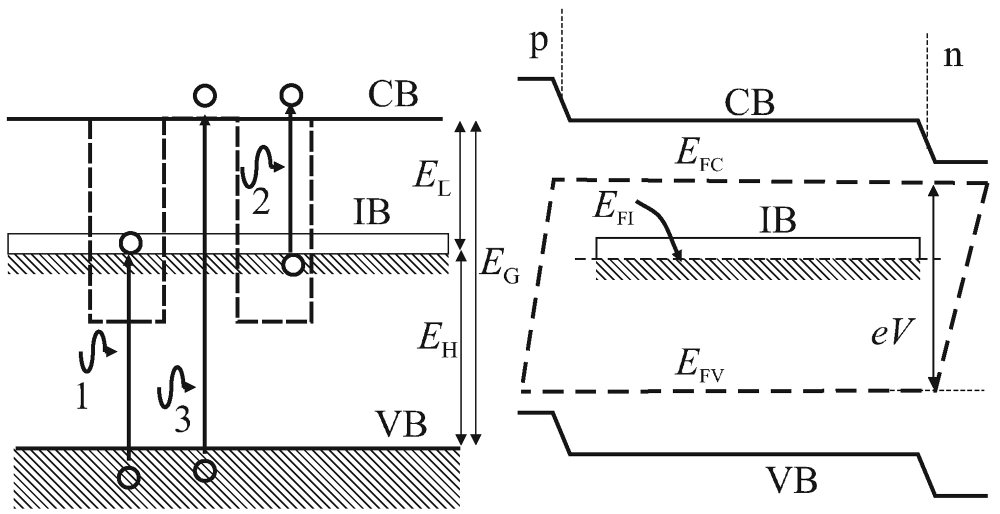 CB
2
E_L
IB
E_G
1
3
E_H
VB
p
n
CB
E_FC
E_FI
IB
eV
E_FV
VB